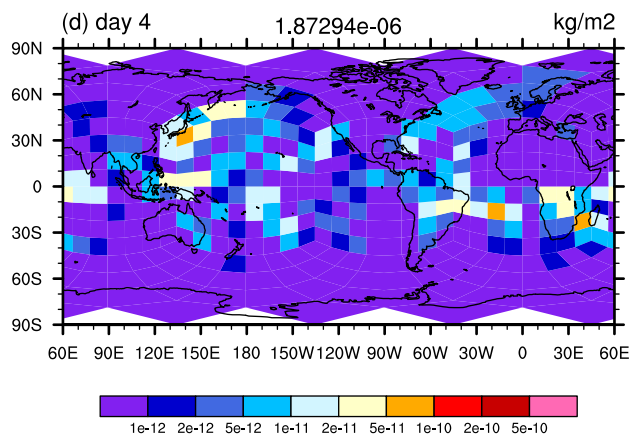 (d) day 4 1.87294e-06 kg/m2
90N
60N
30N
0
30S
60S
90S
60E 90E 120E 150E 180 150W 120W 90W 60W 30W 0 30E 60E
1e-12 2e-12 5e-12 1e-11 2e-11 5e-11 1e-10 2e-10 5e-10